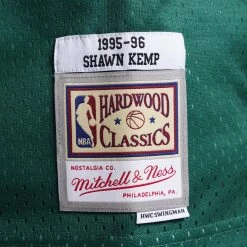 1995-96
SHAWN KEMP
NBA
HARDWOOD
CLASSICS
NOSTALGIA CO.
Mitchell & Ness
PHILADELPHIA, PA.
HWC SWINGMAN